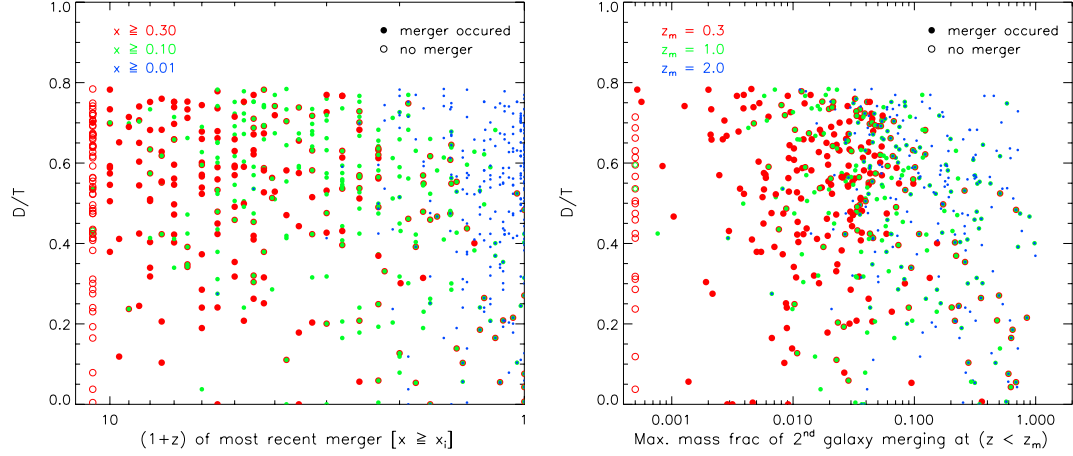 x ≧ 0.30
x ≧ 0.10
x ≧ 0.01
merger occured
no merger
1.0
0.8
0.6
0.4
0.2
0.0
D/T
10
1
(1+z) of most recent merger [x ≧ x_i]
z_m = 0.3
z_m = 1.0
z_m = 2.0
merger occured
no merger
1.0
0.8
0.6
0.4
0.2
0.0
D/T
0.001
0.010
0.100
1.000
Max. mass frac of 2^nd galaxy merging at (z < z_m)